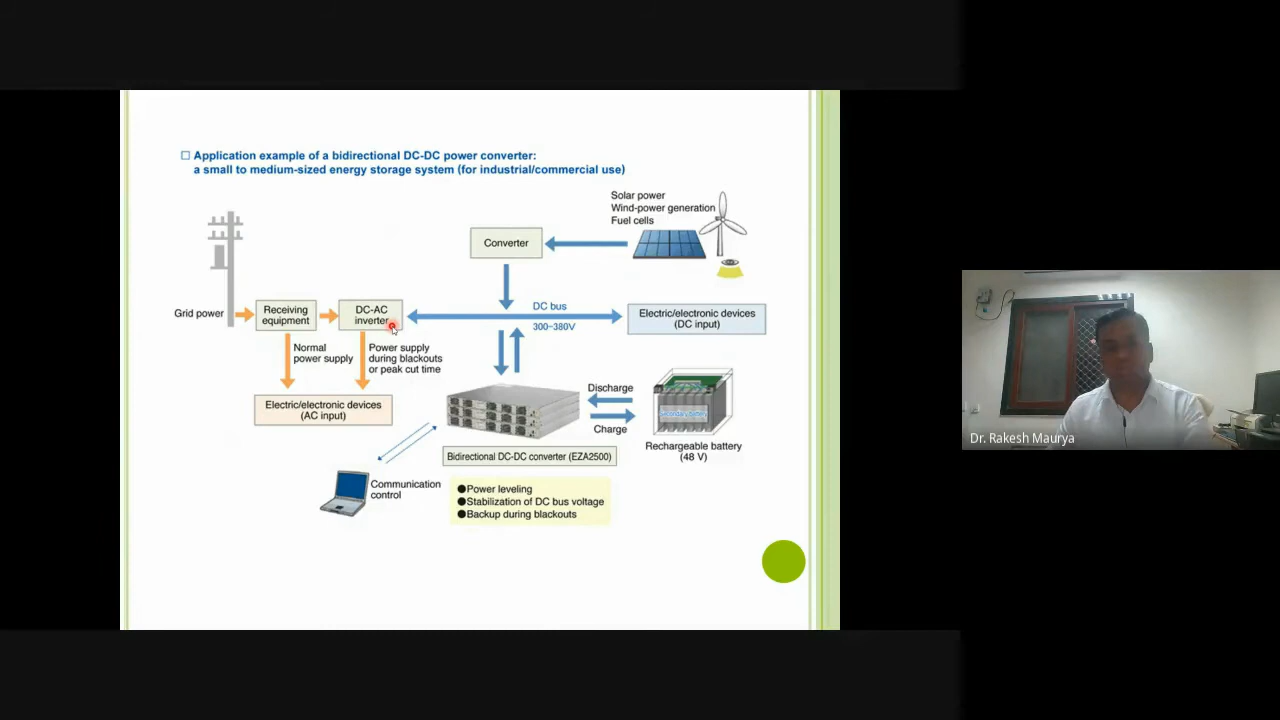 Application example of a bidirectional DC-DC power converter:
a small to medium-sized energy storage system (for industrial/commercial use)
Solar power
Wind-power generation
Fuel cells
Converter
Grid power
Receiving
equipment
DC-AC
inverter
DC bus
300~380V
Electric/electronic devices
(DC input)
Normal
power supply
Power supply
during blackouts
or peak cut time
Electric/electronic devices
(AC input)
Discharge
Charge
Secondary battery
Rechargeable battery
(48 V)
Bidirectional DC-DC converter (EZA2500)
Communication
control
●Power leveling
●Stabilization of DC bus voltage
●Backup during blackouts
Dr. Rakesh Maurya